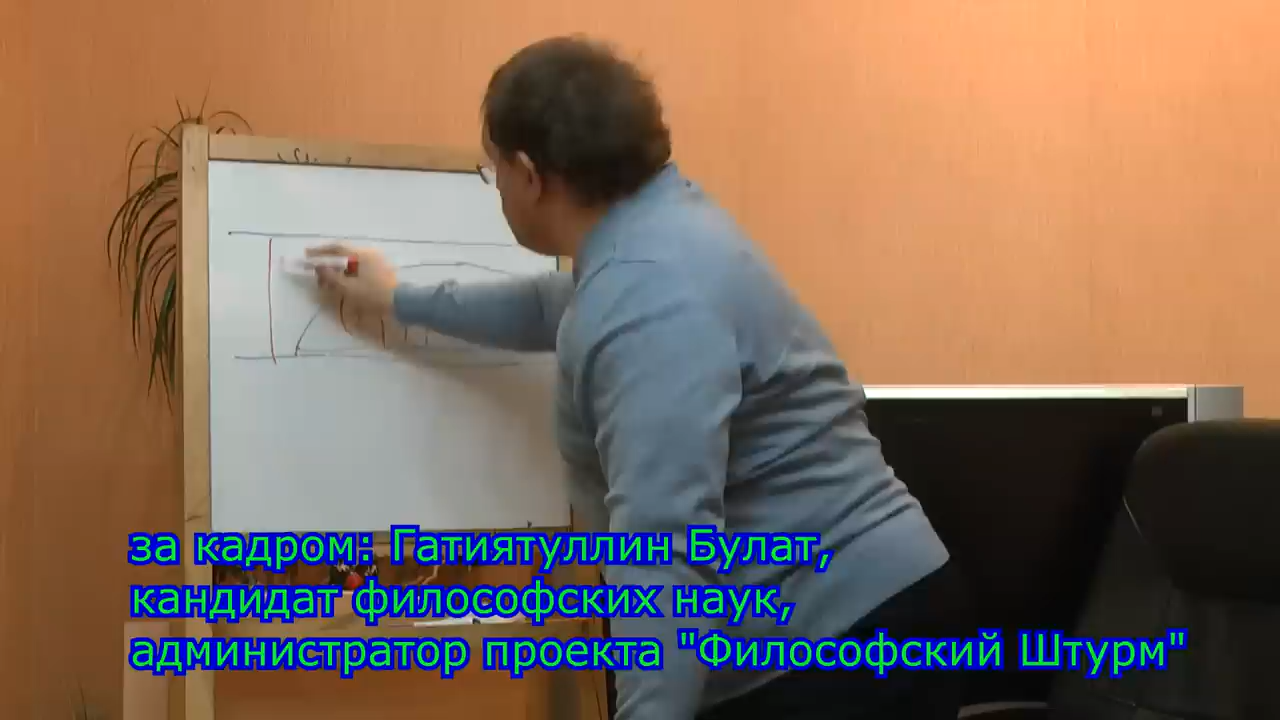 за кадром: Гатиятуллин Булат,
кандидат философских наук,
администратор проекта "Философский Штурм"